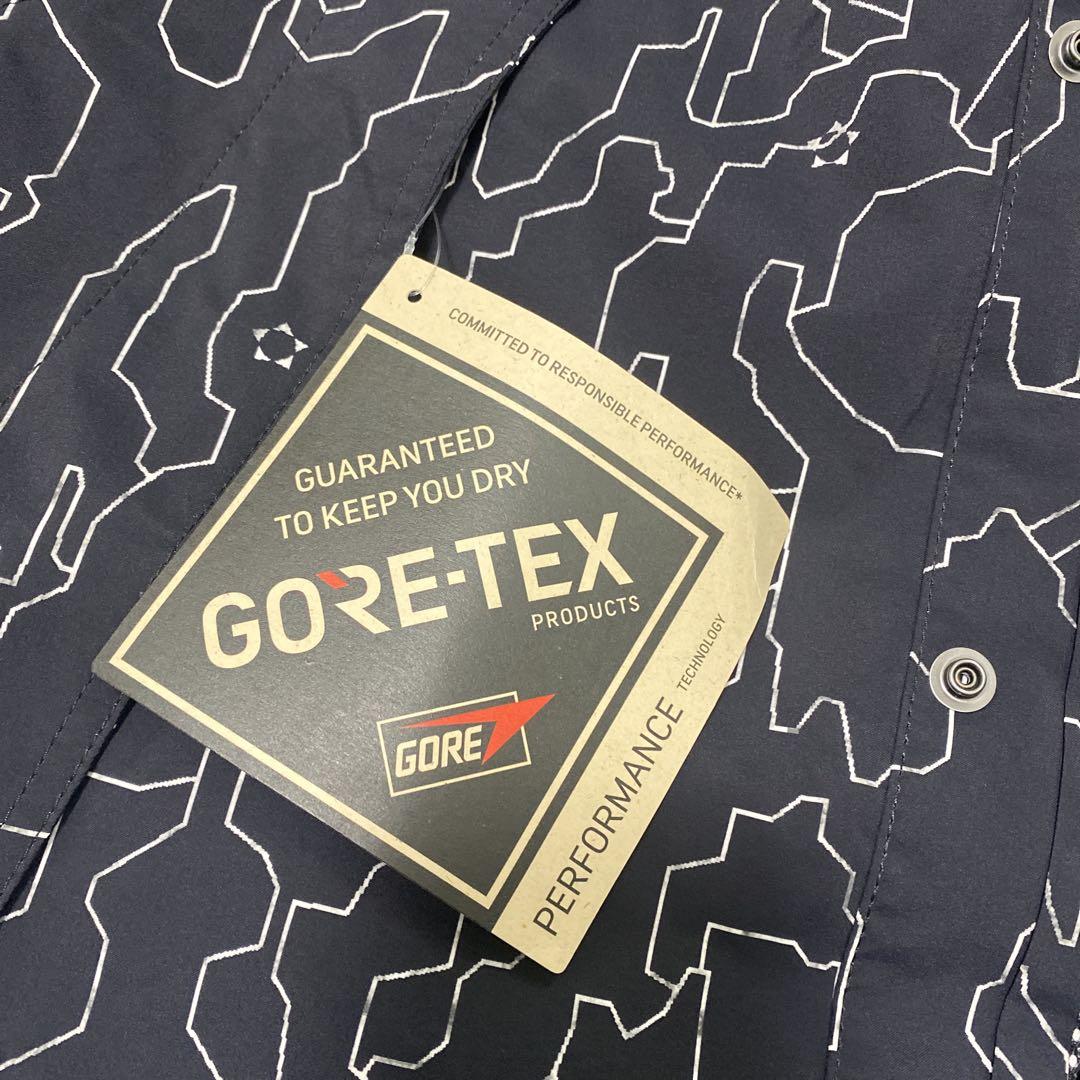 COMMITTED TO RESPONSIBLE PERFORMANCE*
GUARANTEED
TO KEEP YOU DRY
GORE-TEX
PRODUCTS
GORE
PERFORMANCE TECHNOLOGY